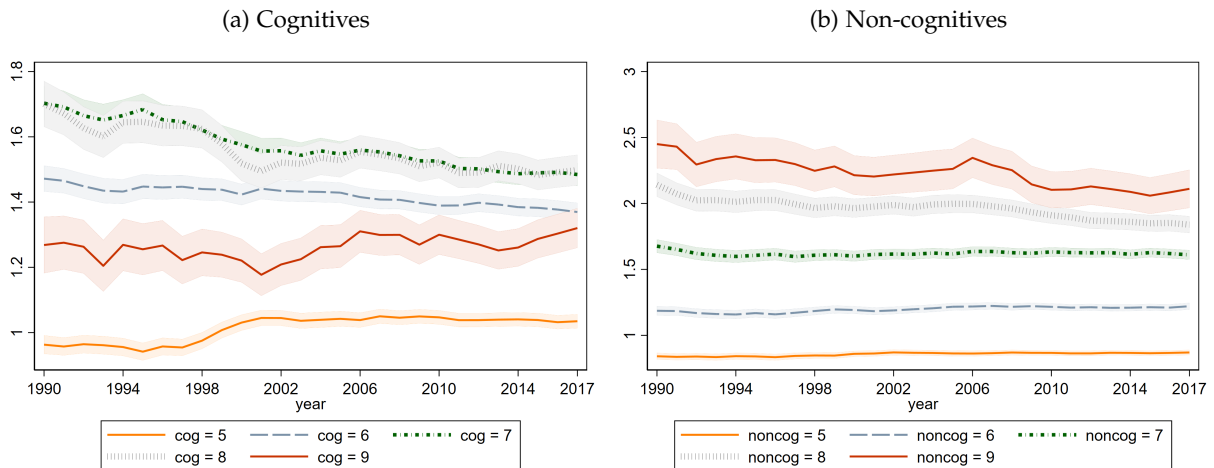 (a) Cognitives
1.8
1.6
1.4
1.2
1
1990 1994 1998 2002 2006 2010 2014 2017
year
cog = 5 cog = 6 cog = 7
cog = 8 cog = 9
(b) Non-cognitives
3
2.5
2
1.5
1
1990 1994 1998 2002 2006 2010 2014 2017
year
noncog = 5 noncog = 6 noncog = 7
noncog = 8 noncog = 9